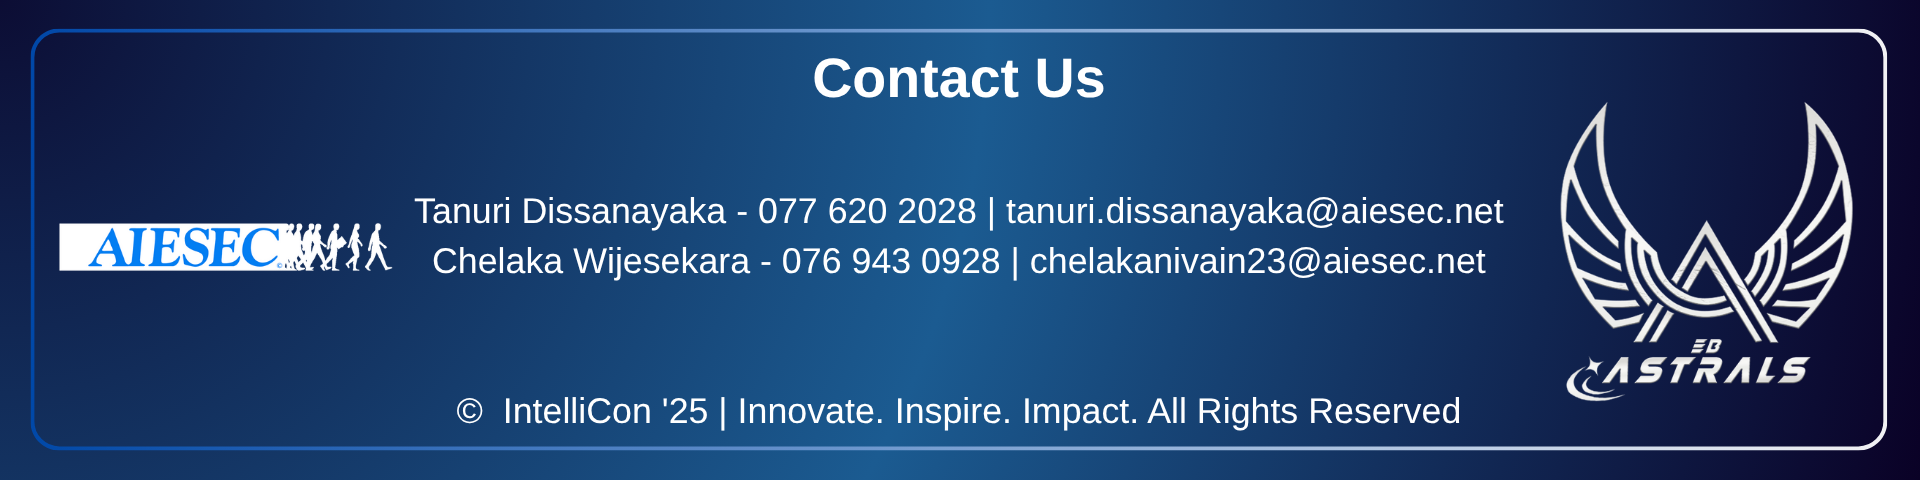 Contact Us
Tanuri Dissanayaka - 077 620 2028 | tanuri.dissanayaka@aiesec.net
AIESEC
Chelaka Wijesekara - 076 943 0928 | chelakanivain23@aiesec.net
EB
ASTRALS
© IntelliCon '25 | Innovate. Inspire. Impact. All Rights Reserved